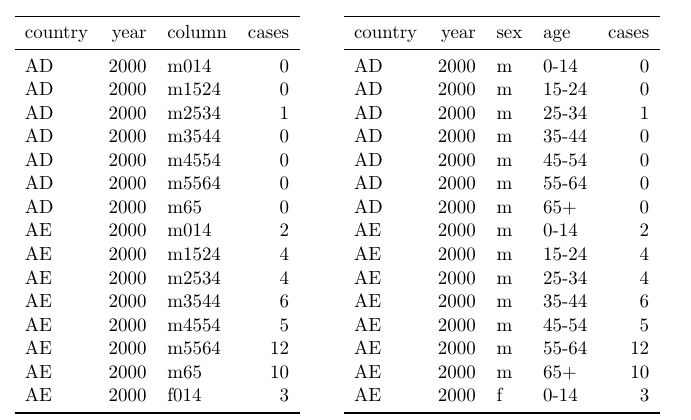 country year column cases
AD 2000 m014 0
AD 2000 m1524 0
AD 2000 m2534 1
AD 2000 m3544 0
AD 2000 m4554 0
AD 2000 m5564 0
AD 2000 m65 0
AE 2000 m014 2
AE 2000 m1524 4
AE 2000 m2534 4
AE 2000 m3544 6
AE 2000 m4554 5
AE 2000 m5564 12
AE 2000 m65 10
AE 2000 f014 3
country year sex age cases
AD 2000 m 0-14 0
AD 2000 m 15-24 0
AD 2000 m 25-34 1
AD 2000 m 35-44 0
AD 2000 m 45-54 0
AD 2000 m 55-64 0
AD 2000 m 65+ 0
AE 2000 m 0-14 2
AE 2000 m 15-24 4
AE 2000 m 25-34 4
AE 2000 m 35-44 6
AE 2000 m 45-54 5
AE 2000 m 55-64 12
AE 2000 m 65+ 10
AE 2000 f 0-14 3